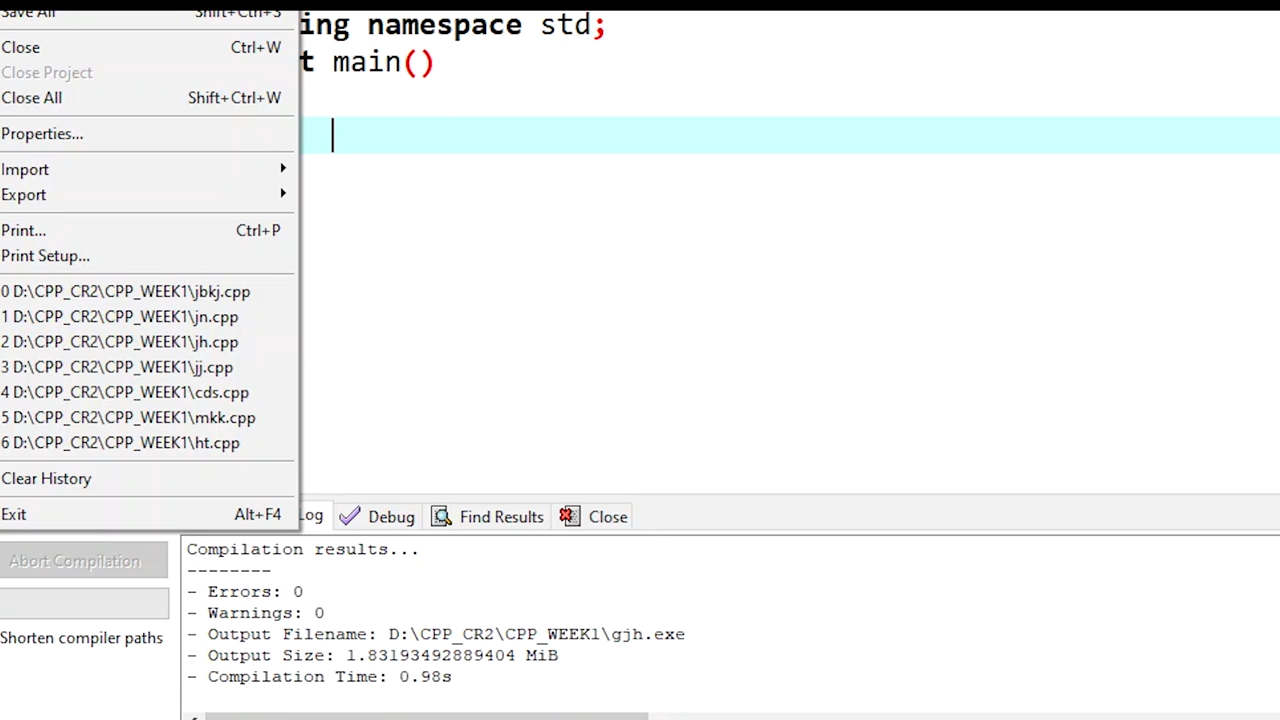 Save All Shift+Ctrl+S
Close Ctrl+W
Close Project
Close All Shift+Ctrl+W
Properties...
Import
Export
Print... Ctrl+P
Print Setup...
0 D:\CPP_CR2\CPP_WEEK1\jbkj.cpp
1 D:\CPP_CR2\CPP_WEEK1\jn.cpp
2 D:\CPP_CR2\CPP_WEEK1\jh.cpp
3 D:\CPP_CR2\CPP_WEEK1\jj.cpp
4 D:\CPP_CR2\CPP_WEEK1\cds.cpp
5 D:\CPP_CR2\CPP_WEEK1\mkk.cpp
6 D:\CPP_CR2\CPP_WEEK1\ht.cpp
Clear History
Exit Alt+F4
ing namespace std;
t main()
Log Debug Find Results Close
Abort Compilation
Shorten compiler paths
Compilation results...
--------
- Errors: 0
- Warnings: 0
- Output Filename: D:\CPP_CR2\CPP_WEEK1\gjh.exe
- Output Size: 1.83193492889404 MiB
- Compilation Time: 0.98s